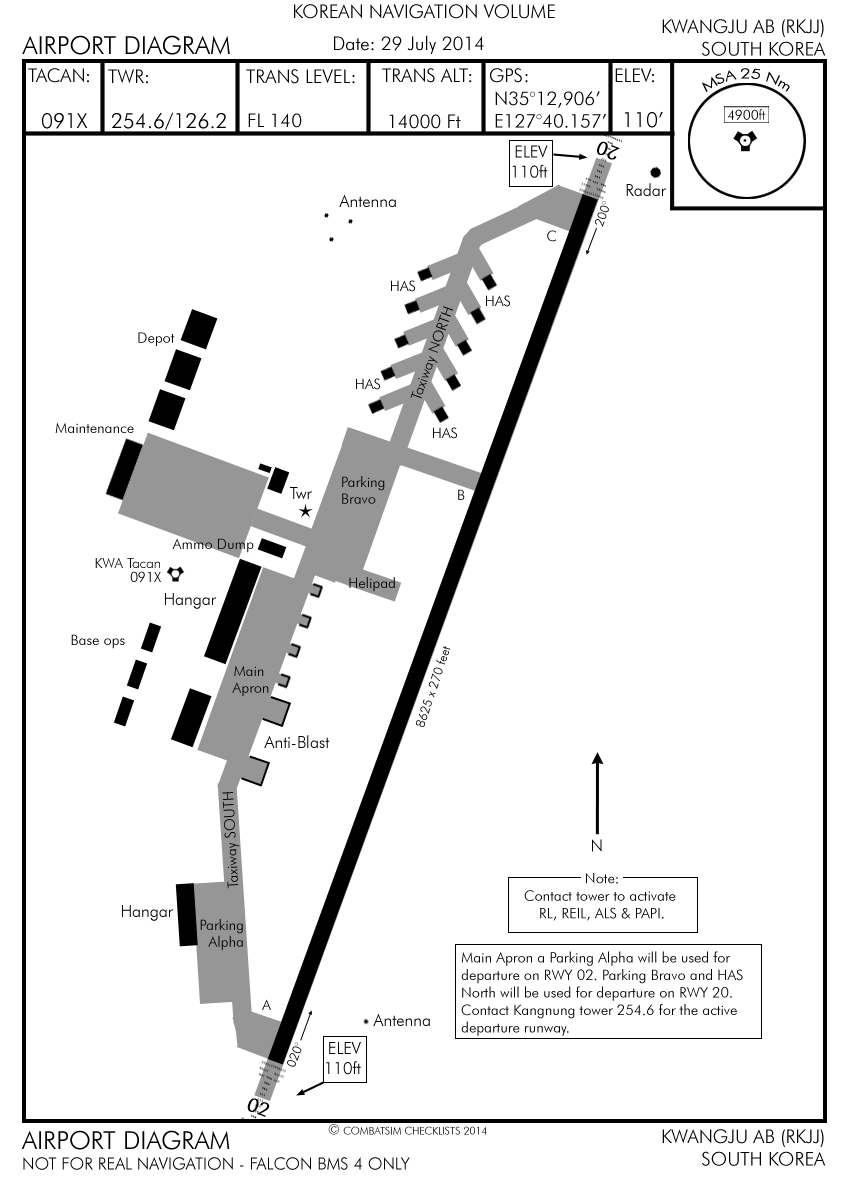 KOREAN NAVIGATION VOLUME
AIRPORT DIAGRAM
Date: 29 July 2014
KWANGJU AB (RKJJ)
SOUTH KOREA
TACAN:
091X
TWR:
254.6/126.2
TRANS LEVEL:
FL 140
TRANS ALT:
14000 Ft
GPS:
N35°12,906’
E127°40.157’
ELEV:
110’
MSA 25 Nm
4900ft
ELEV
110ft
20
Radar
200°
Antenna
C
HAS
HAS
Taxiway NORTH
Depot
HAS
HAS
Maintenance
Parking
Bravo
Twr
B
Ammo Dump
KWA Tacan
091X
Helipad
Hangar
Base ops
Main
Apron
8625 x 270 feet
Anti-Blast
Taxiway SOUTH
N
Note:
Contact tower to activate
RL, REIL, ALS & PAPI.
Hangar
Parking
Alpha
Main Apron a Parking Alpha will be used for
departure on RWY 02. Parking Bravo and HAS
North will be used for departure on RWY 20.
Contact Kangnung tower 254.6 for the active
departure runway.
A
Antenna
020°
ELEV
110ft
02
© COMBATSIM CHECKLISTS 2014
AIRPORT DIAGRAM
NOT FOR REAL NAVIGATION - FALCON BMS 4 ONLY
KWANGJU AB (RKJJ)
SOUTH KOREA